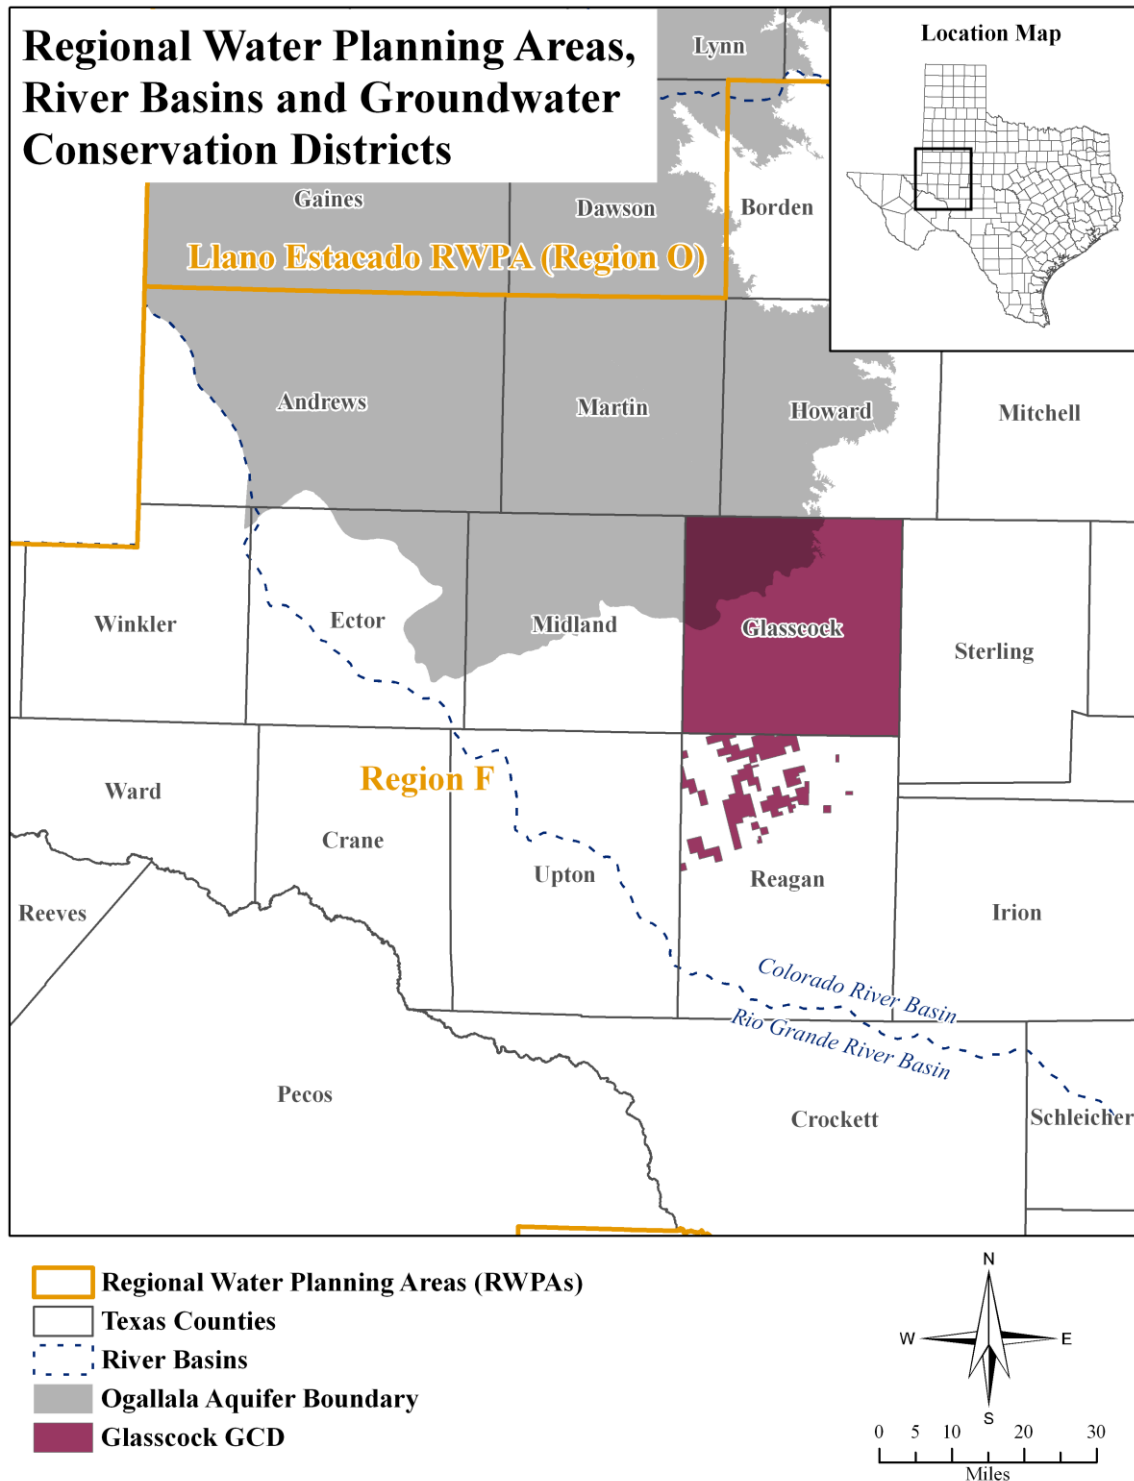 Regional Water Planning Areas,
River Basins and Groundwater
Conservation Districts
Location Map
Lynn
Gaines
Dawson
Borden
Llano Estacado RWPA (Region O)
Andrews
Martin
Howard
Mitchell
Winkler
Ector
Midland
Glasscock
Sterling
Ward
Region F
Crane
Upton
Reagan
Reeves
Irion
Colorado River Basin
Rio Grande River Basin
Pecos
Crockett
Schleicher
Regional Water Planning Areas (RWPAs)
Texas Counties
River Basins
Ogallala Aquifer Boundary
Glasscock GCD
N
W E
S
0 5 10 20 30
Miles